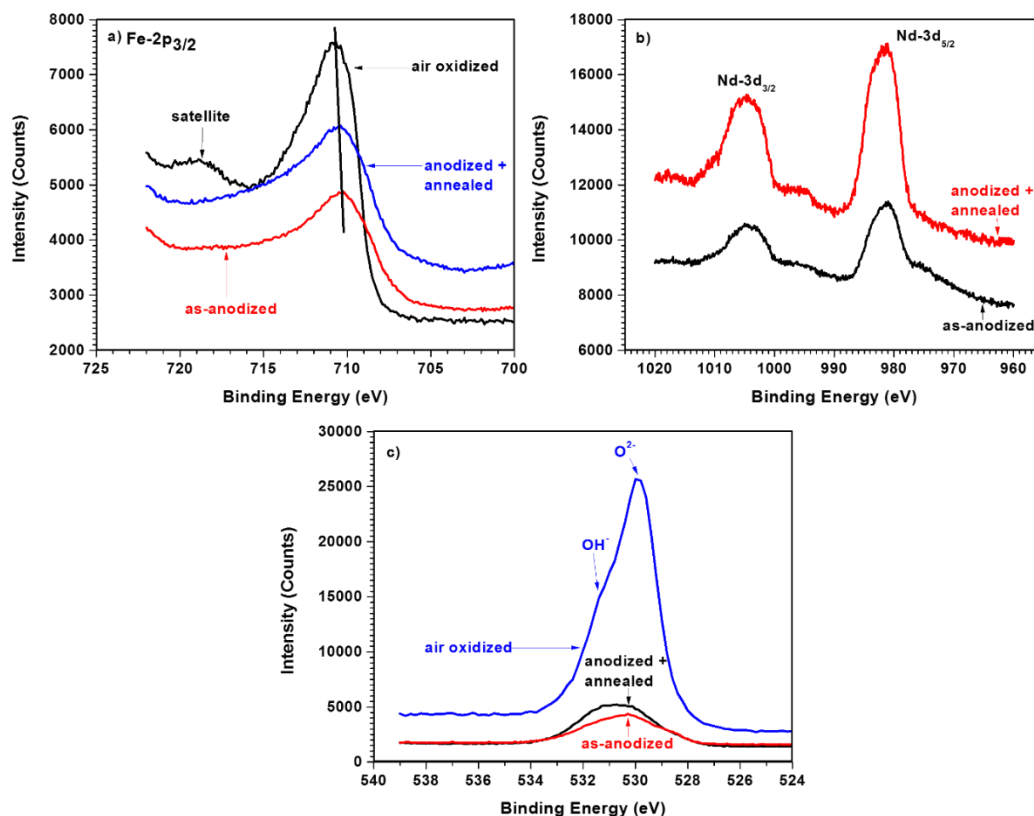 a) Fe-2p3/2
air oxidized
satellite
anodized +
annealed
as-anodized
8000
7000
6000
5000
4000
3000
2000
725
720
715
710
705
700
Intensity (Counts)
Binding Energy (eV)
b)
Nd-3d5/2
Nd-3d3/2
anodized +
annealed
as-anodized
18000
16000
14000
12000
10000
8000
6000
1020
1010
1000
990
980
970
960
Intensity (Counts)
Binding Energy (eV)
c)
O2-
OH-
air oxidized
anodized +
annealed
as-anodized
30000
25000
20000
15000
10000
5000
0
540
538
536
534
532
530
528
526
524
Intensity (Counts)
Binding Energy (eV)